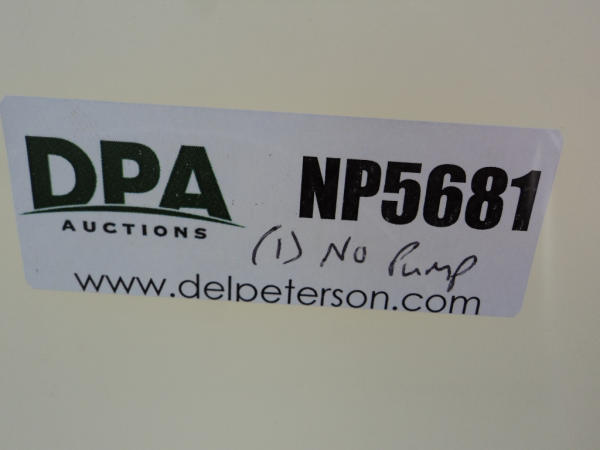 DPA
AUCTIONS
NP5681
(1) No Pump
www.delpeterson.com